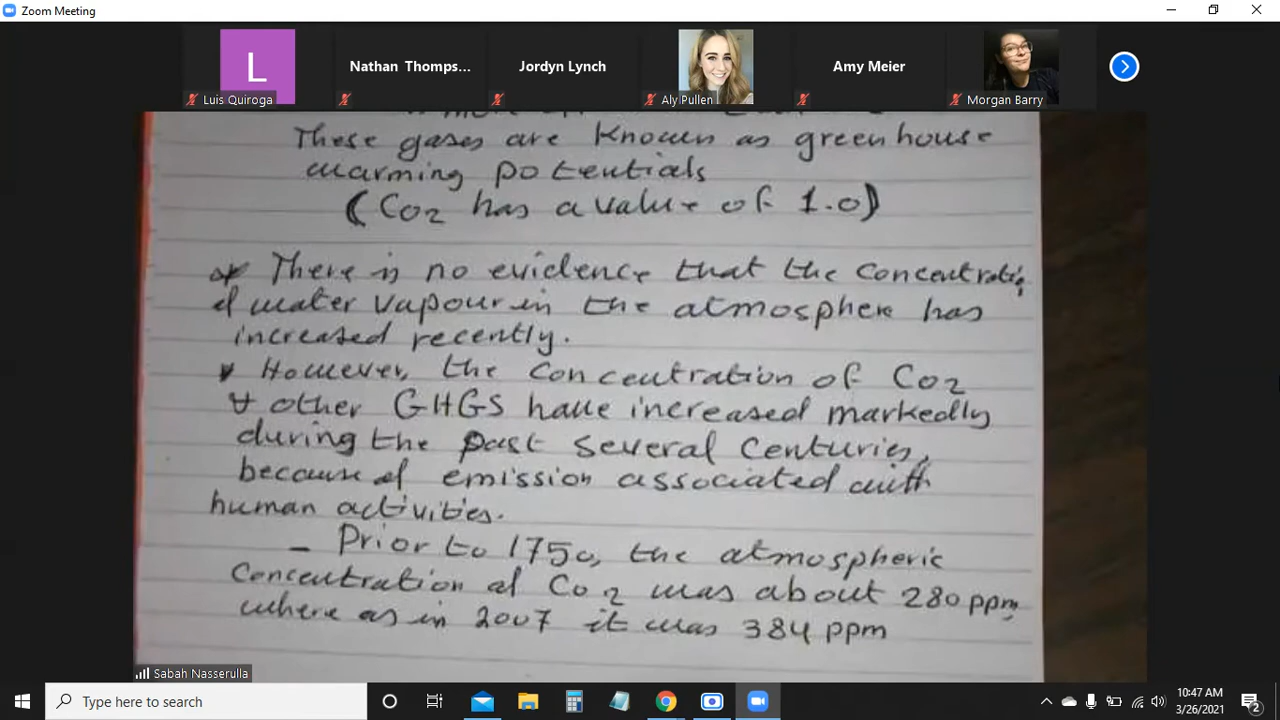 Zoom Meeting
L
Luis Quiroga
Nathan Thomps...
Jordyn Lynch
Aly Pullen
Amy Meier
Morgan Barry
These gases are known as greenhouse
warming potentials
(CO2 has a value of 1.0)
* There is no evidence that the concentration
of water vapour in the atmosphere has
increased recently.
However, the concentration of CO2
& other GHGS have increased markedly
during the past several centuries,
because of emission associated with
human activities.
- Prior to 1750, the atmospheric
concentration of CO2 was about 280 ppm,
where as in 2007 it was 384 ppm
Sabah Nasserulla
Type here to search
10:47 AM
3/26/2021
2